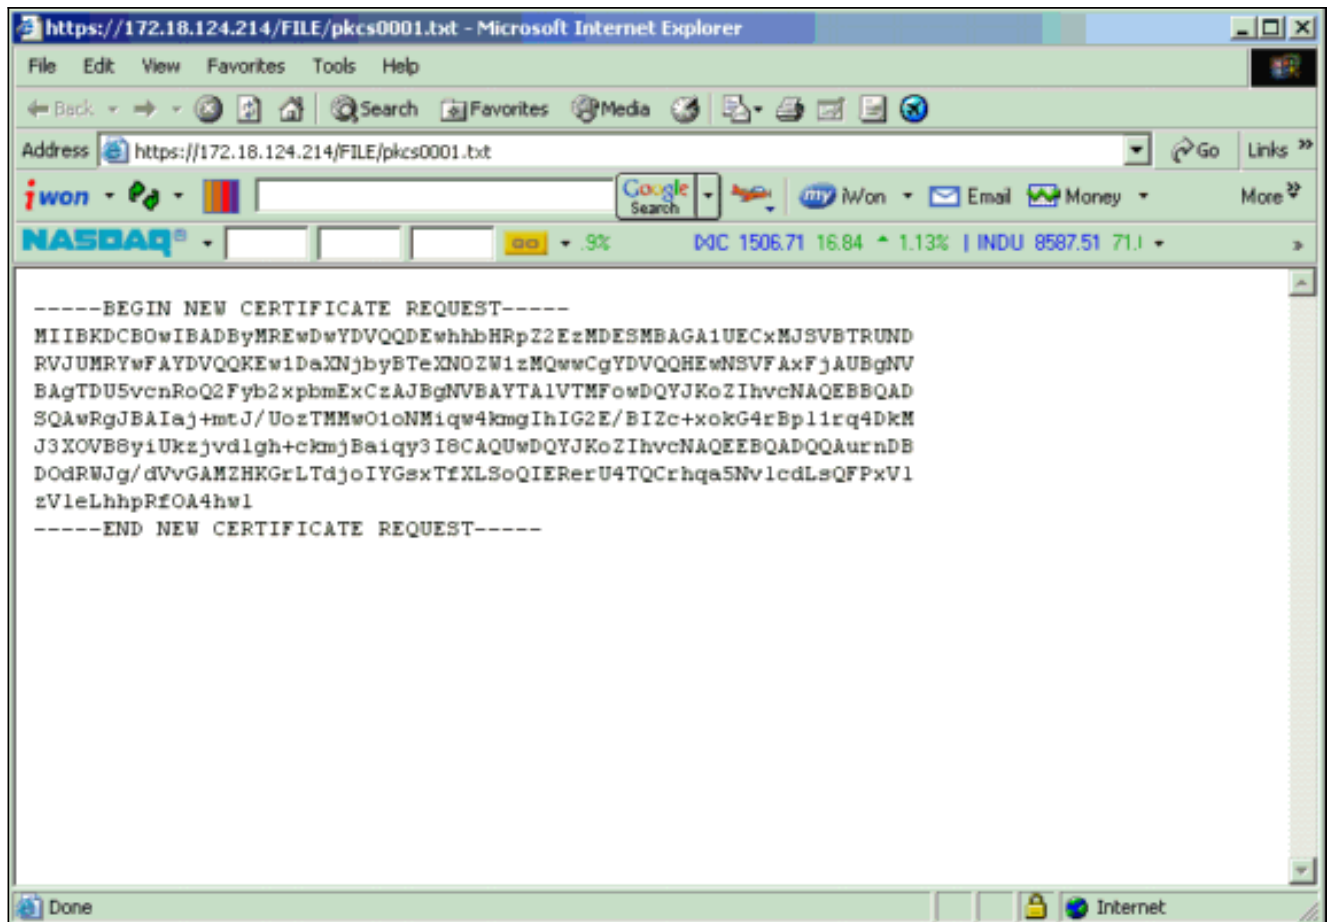 https://172.18.124.214/FILE/pkcs0001.txt - Microsoft Internet Explorer
File Edit View Favorites Tools Help
Back Search Favorites Media
Address https://172.18.124.214/FILE/pkcs0001.txt Go Links »
iwon Google Search my iWon Email Money More »
NASDAQ® GO .9% IXIC 1506.71 16.84 1.13% | INDU 8587.51 »
-----BEGIN NEW CERTIFICATE REQUEST-----
MIIBKDCB0wIBADByMREwDwYDVQQDEwhhbHRpZ2EzMDESMBAGA1UECxMJSVBTRUND
RVJUMRYwFAYDVQQKEw1DaXNjbyBTeXN0ZW1zMQwwCgYDVQQHEwNSVFAxFjAUBgNV
BAgTDU5vcnRoQ2Fyb2xpbmExCzAJBgNVBAYTAlVTMFowDQYJKoZIhvcNAQEBBQAD
SQAwRgJBAIaj+mtJ/UozTMMwO1oNMiqw4kmgIhIG2E/BIZc+xokG4rBpl1rq4DkM
J3XOVB8yiUkzjvdlgh+ckmjBaiqy3I8CAQUwDQYJKoZIhvcNAQEEBQADQQAurnDB
DOdRWJg/dVvGAMZHKGrLTdjoIYGsxTfXLSoQIERerU4TQCrhqa5NvlcdLsQFPxVl
zVleLhhpRfOA4hwl
-----END NEW CERTIFICATE REQUEST-----
Done Internet